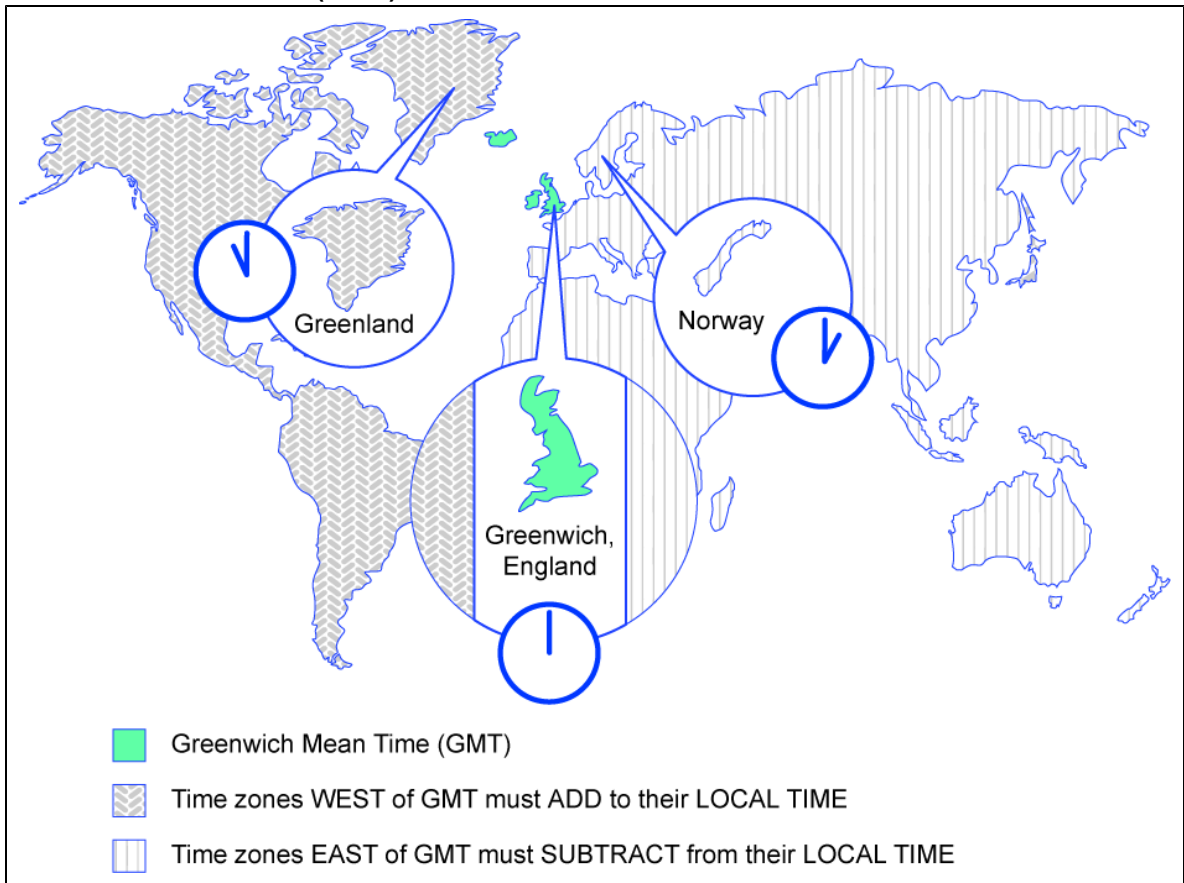 Greenland
Norway
Greenwich,
England
Greenwich Mean Time (GMT)
Time zones WEST of GMT must ADD to their LOCAL TIME
Time zones EAST of GMT must SUBTRACT from their LOCAL TIME